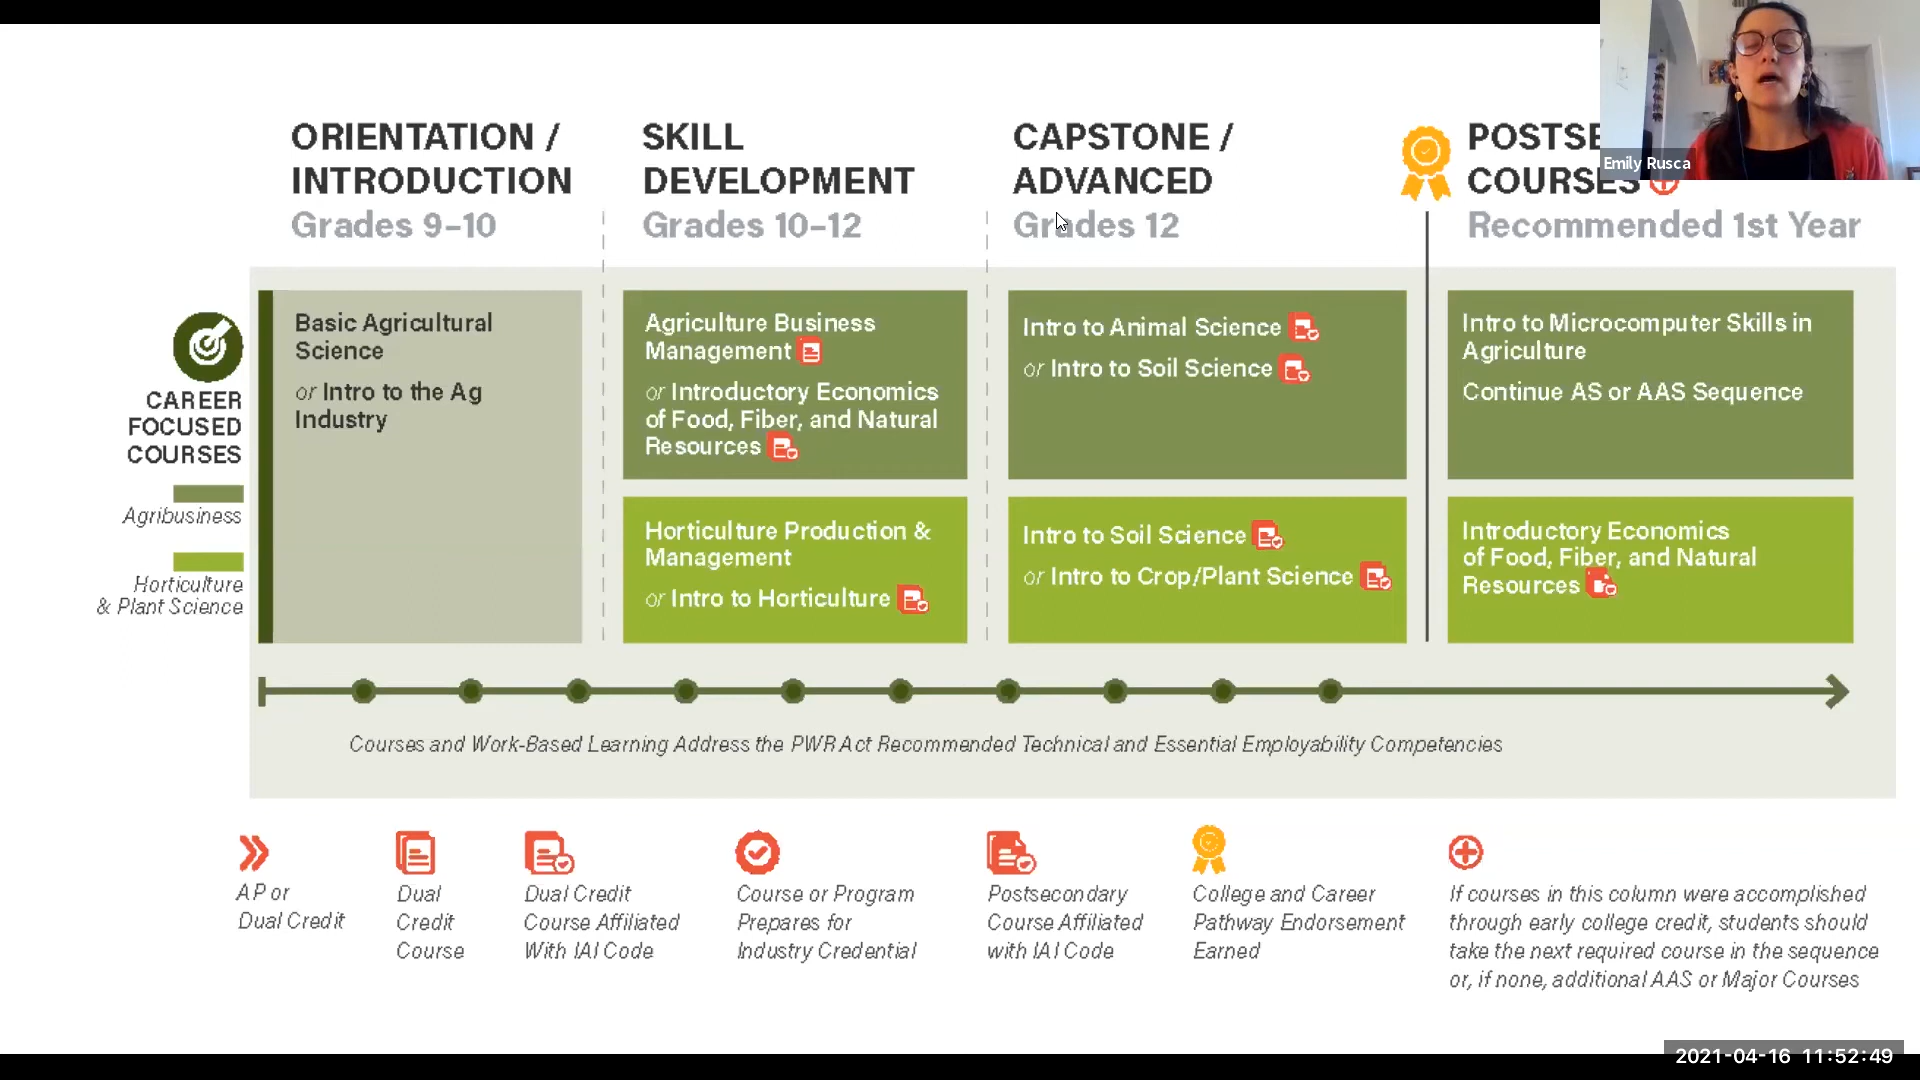 ORIENTATION /
INTRODUCTION
Grades 9–10
SKILL
DEVELOPMENT
Grades 10–12
CAPSTONE /
ADVANCED
Grades 12
COURSES
Recommended 1st Year
Emily Rusca
CAREER
FOCUSED
COURSES
Agribusiness
Horticulture
& Plant Science
Basic Agricultural
Science
or Intro to the Ag
Industry
Agriculture Business
Management
or Introductory Economics
of Food, Fiber, and Natural
Resources
Horticulture Production &
Management
or Intro to Horticulture
Intro to Animal Science
or Intro to Soil Science
Intro to Soil Science
or Intro to Crop/Plant Science
Intro to Microcomputer Skills in
Agriculture
Continue AS or AAS Sequence
Introductory Economics
of Food, Fiber, and Natural
Resources
Courses and Work-Based Learning Address the PWR Act Recommended Technical and Essential Employability Competencies
AP or
Dual Credit
Dual
Credit
Course
Dual Credit
Course Affiliated
With IAI Code
Course or Program
Prepares for
Industry Credential
Postsecondary
Course Affiliated
with IAI Code
College and Career
Pathway Endorsement
Earned
If courses in this column were accomplished
through early college credit, students should
take the next required course in the sequence
or, if none, additional AAS or Major Courses
2021-04-16 11:52:49